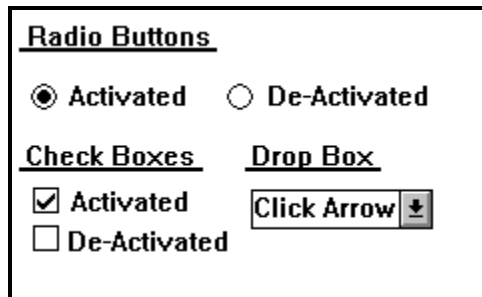 Radio Buttons
Activated De-Activated
Check Boxes Drop Box
Activated Click Arrow
De-Activated